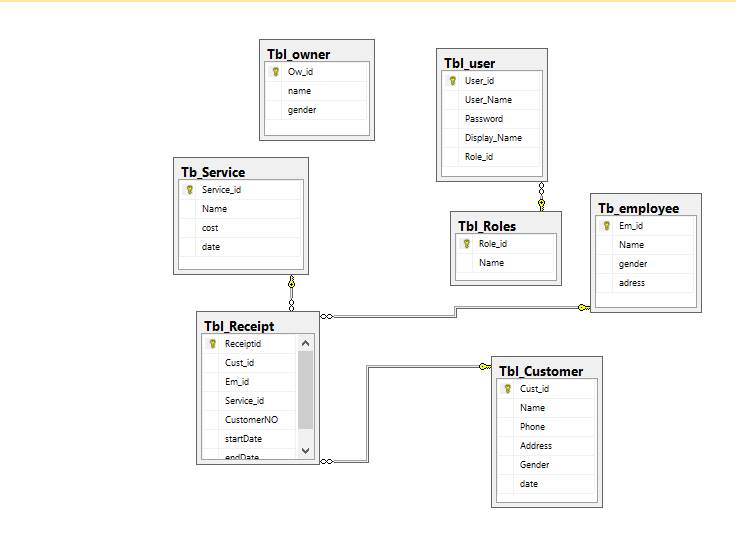 Tbl_owner
Ow_id
name
gender
Tbl_user
User_id
User_Name
Password
Display_Name
Role_id
Tb_Service
Service_id
Name
cost
date
Tbl_Roles
Role_id
Name
Tb_employee
Em_id
Name
gender
adress
Tbl_Receipt
Receiptid
Cust_id
Em_id
Service_id
CustomerNO
startDate
endDate
Tbl_Customer
Cust_id
Name
Phone
Address
Gender
date